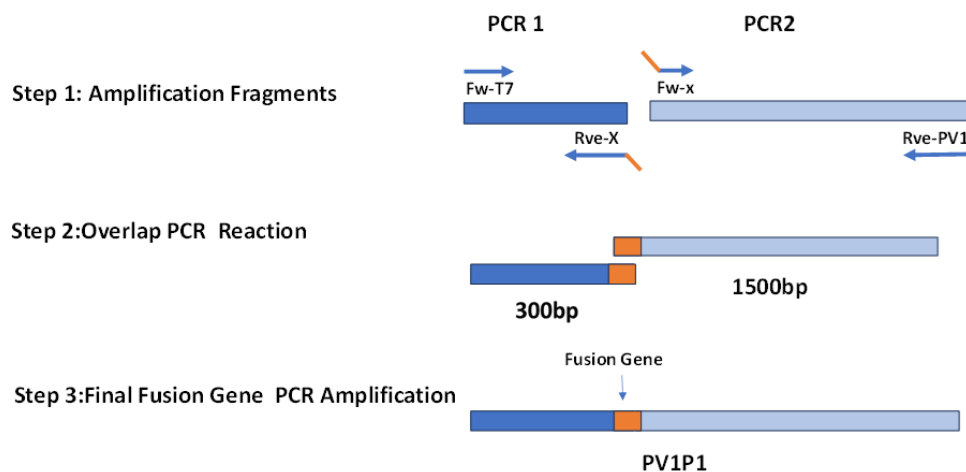 PCR 1
PCR2
Step 1: Amplification Fragments
Fw-T7
Fw-x
Rve-X
Rve-PV1
Step 2:Overlap PCR Reaction
300bp
1500bp
Fusion Gene
Step 3:Final Fusion Gene PCR Amplification
PV1P1